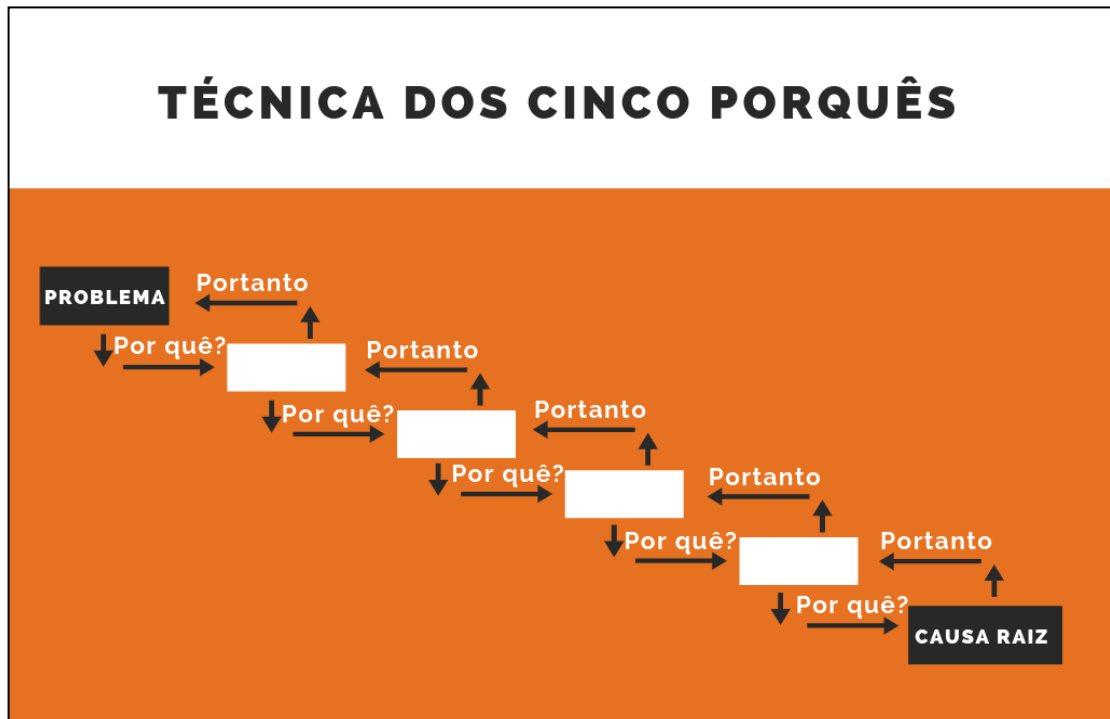 TÉCNICA DOS CINCO PORQUÊS
PROBLEMA
Portanto
Por quê?
Portanto
Por quê?
Portanto
Por quê?
Portanto
Por quê?
Portanto
Por quê?
CAUSA RAIZ